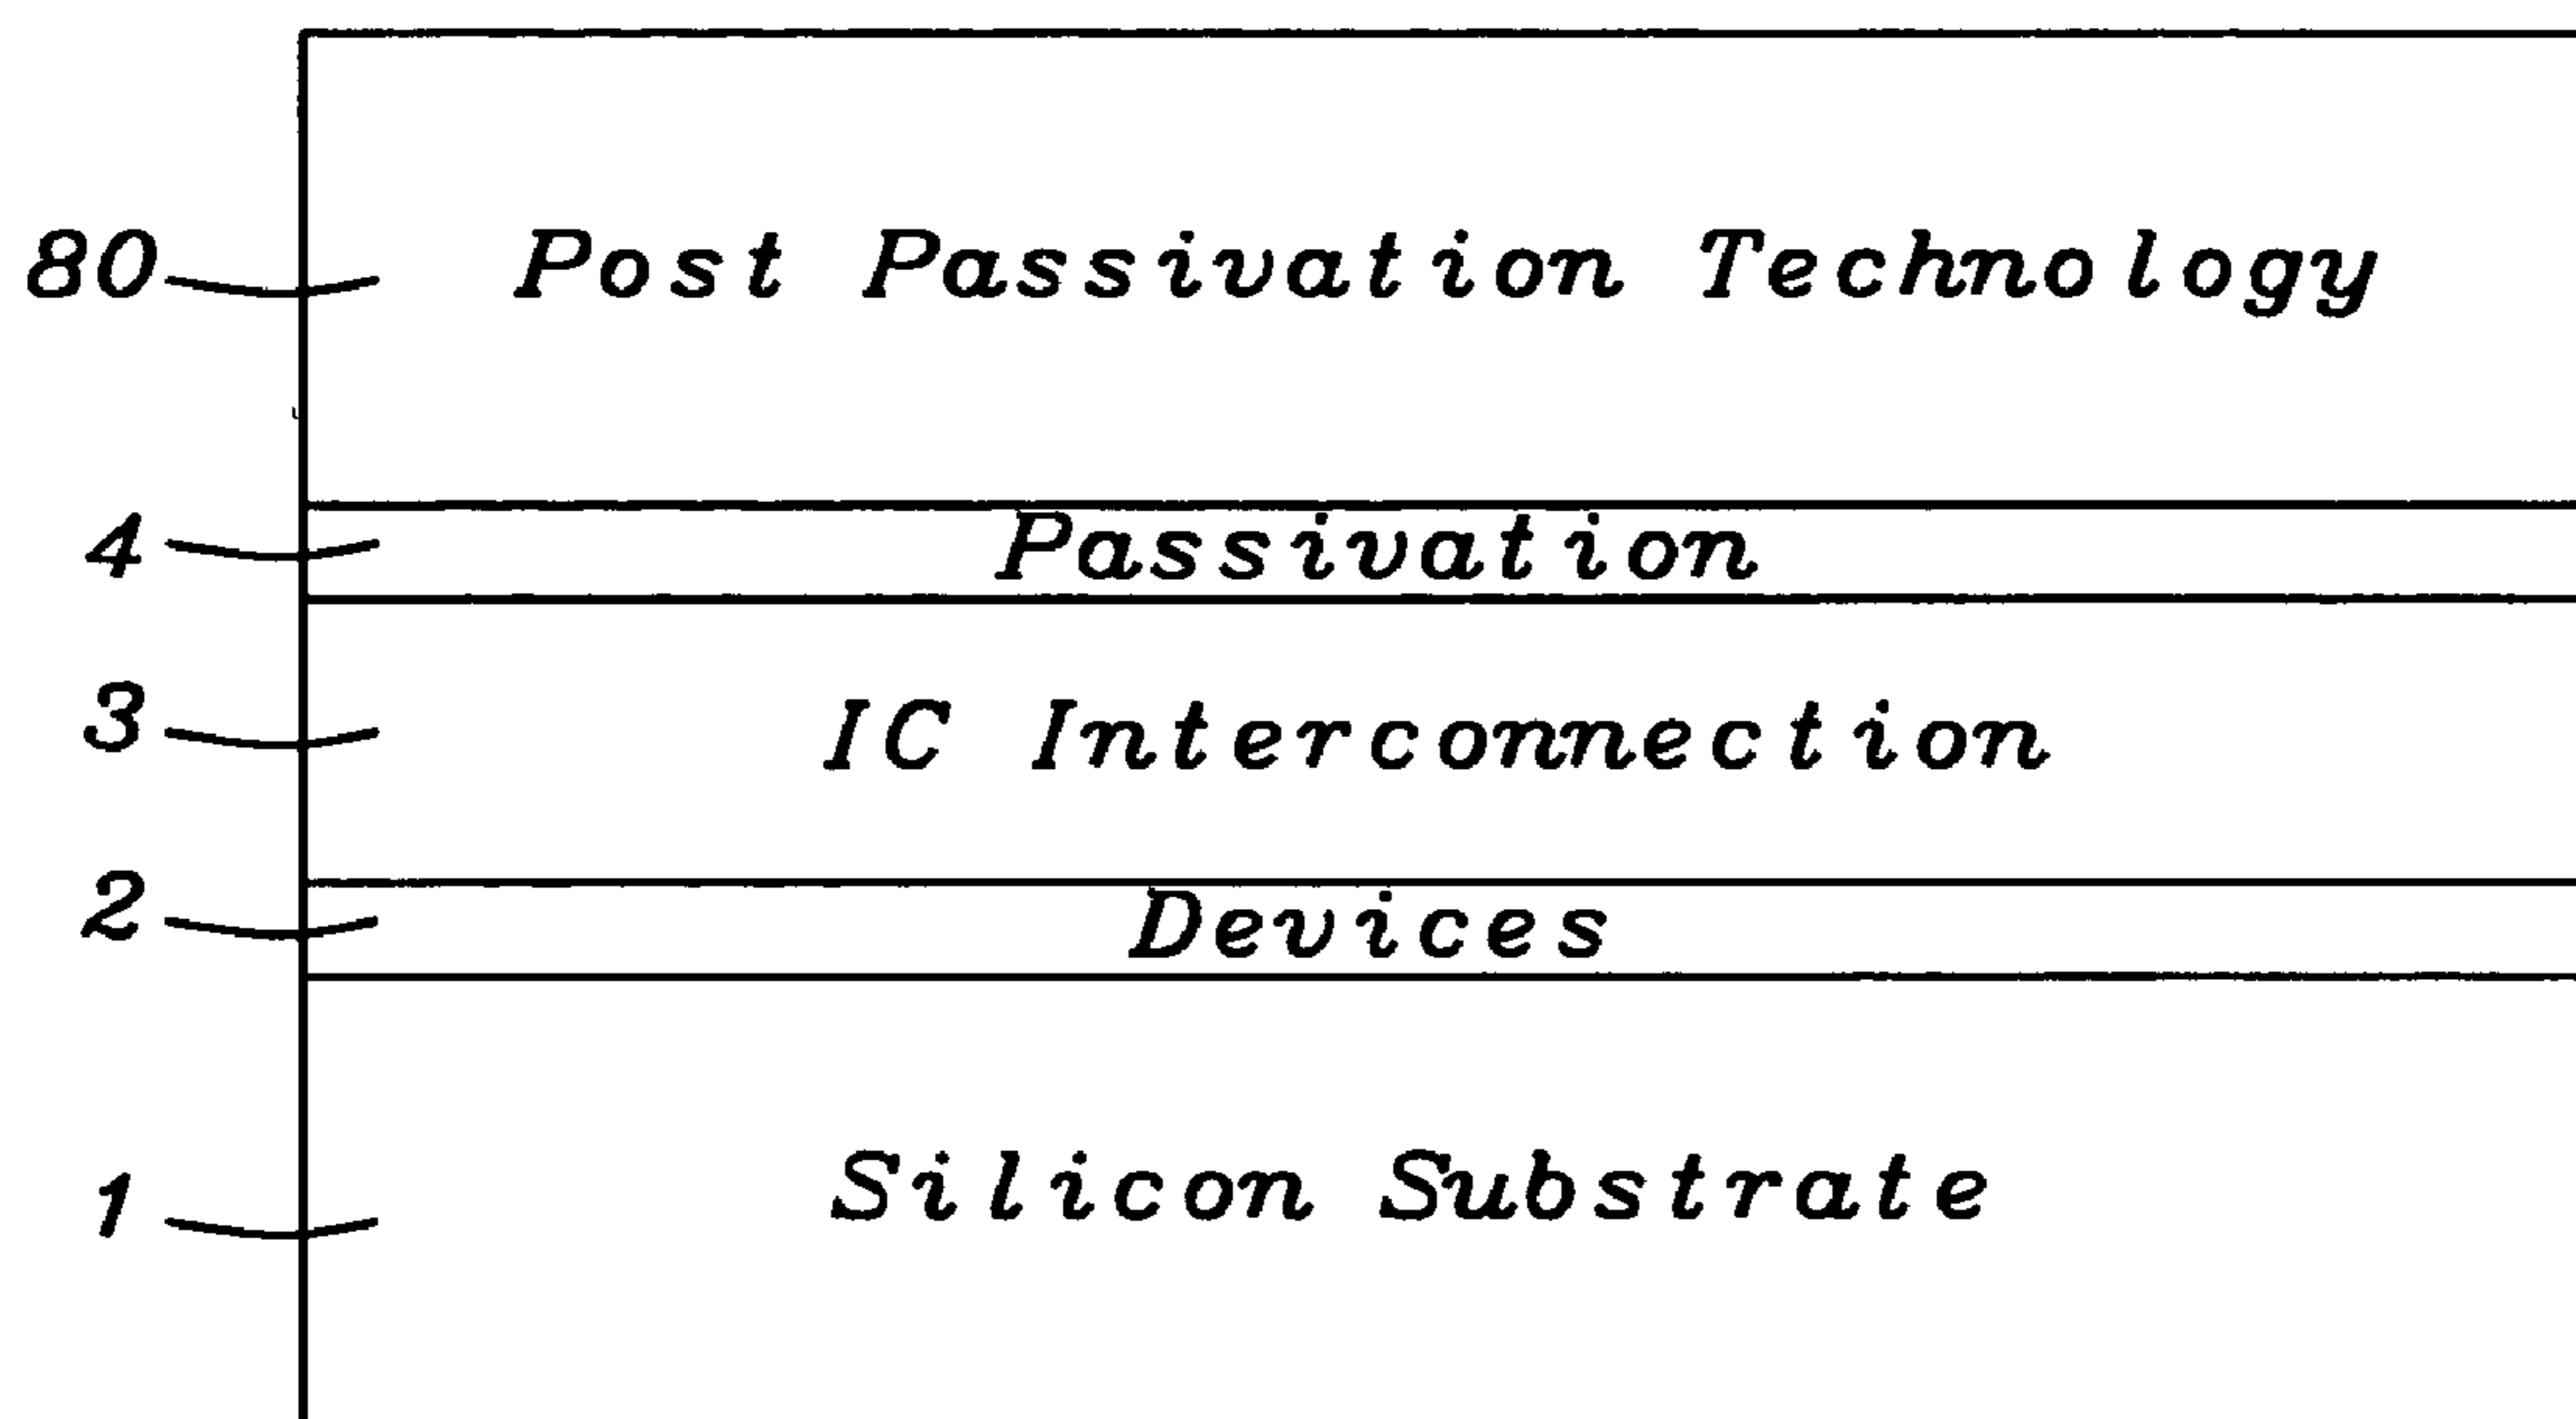 80 Post Passivation Technology
4 Passivation
3 IC Interconnection
2 Devices
1 Silicon Substrate